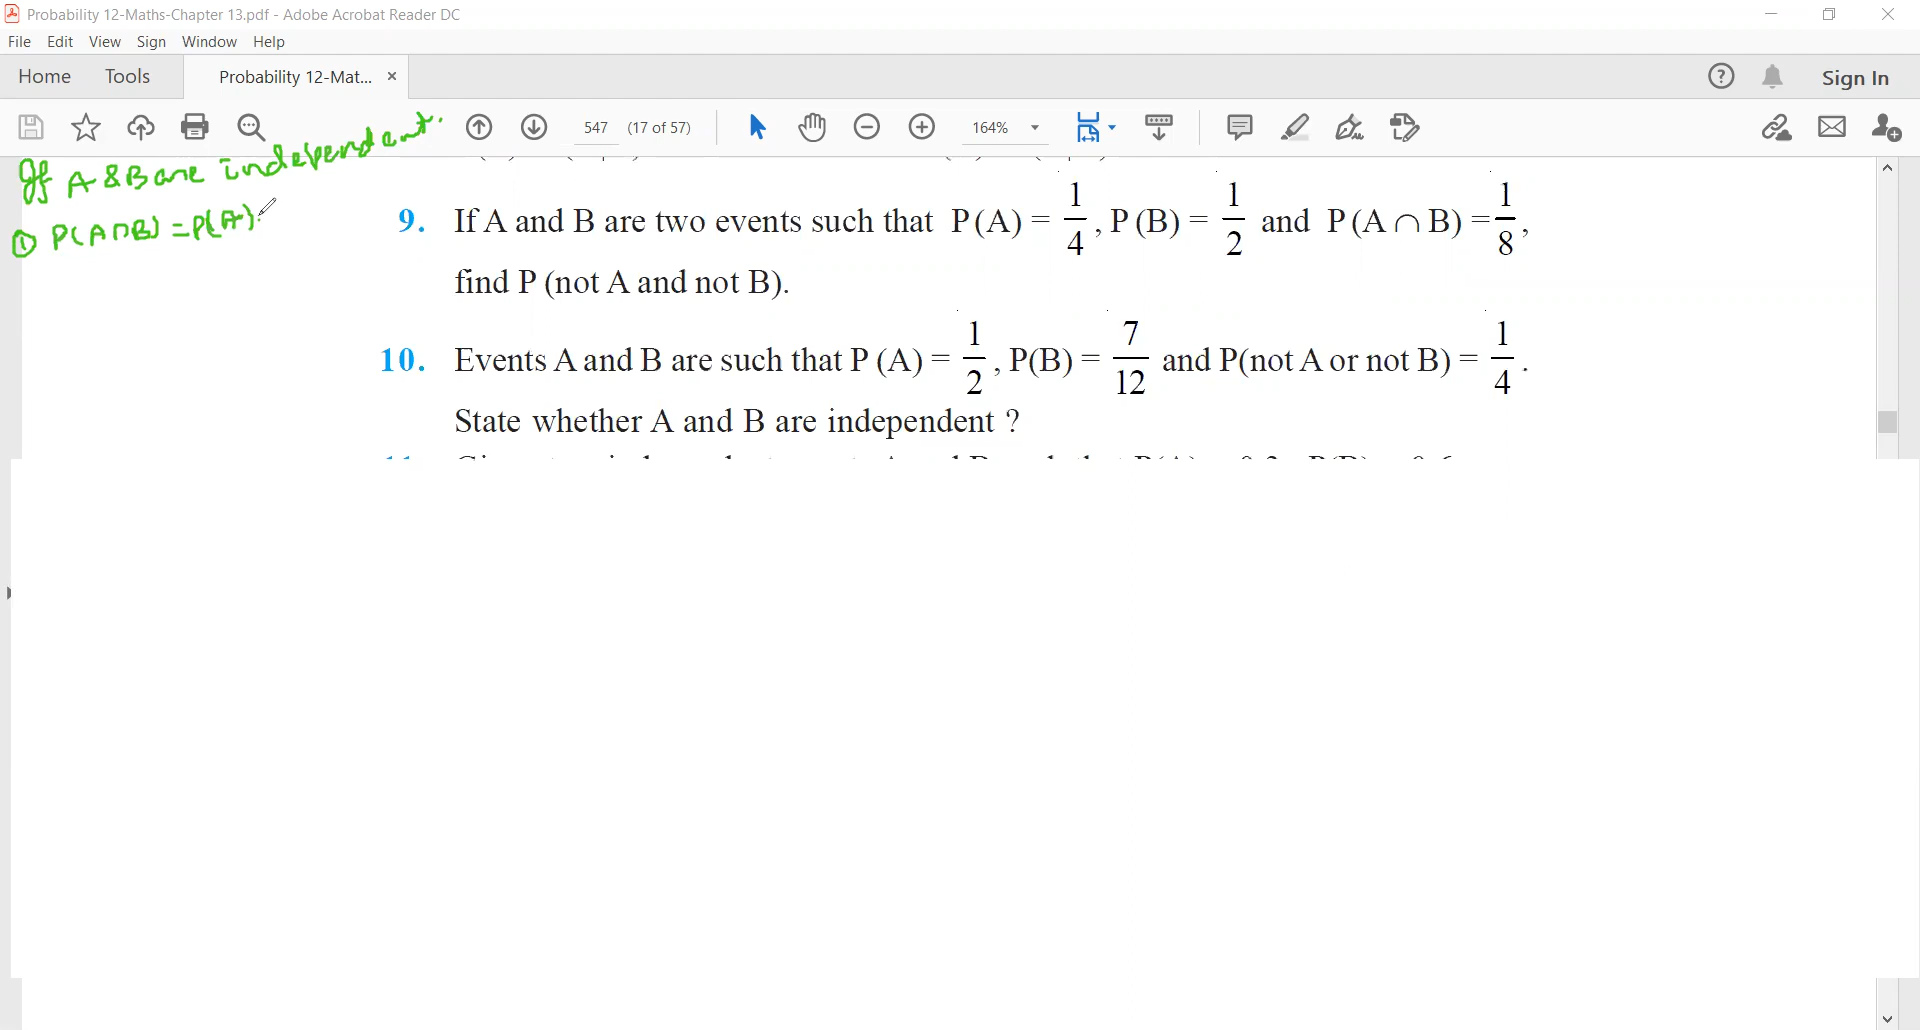 Probability 12-Maths-Chapter 13.pdf - Adobe Acrobat Reader DC
File Edit View Sign Window Help
Home Tools Probability 12-Mat... × Sign In
547 (17 of 57) 164%
If A & B are independent.
① P(A∩B) = P(A).
9. If A and B are two events such that P(A) = 1/4, P(B) = 1/2 and P(A ∩ B) = 1/8,
find P (not A and not B).
10. Events A and B are such that P (A) = 1/2, P(B) = 7/12 and P(not A or not B) = 1/4.
State whether A and B are independent ?